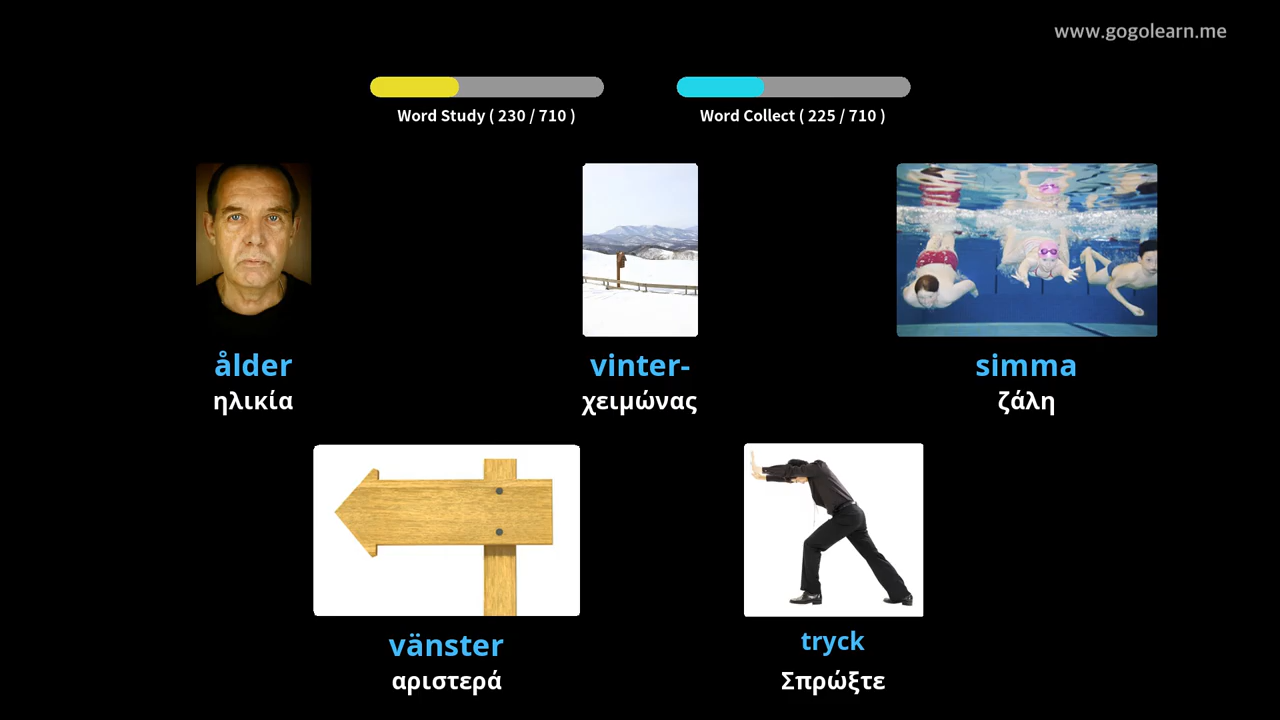 www.gogolearn.me
Word Study ( 230 / 710 )
Word Collect ( 225 / 710 )
ålder
ηλικία
vinter-
χειμώνας
simma
ζάλη
vänster
αριστερά
tryck
Σπρώξτε